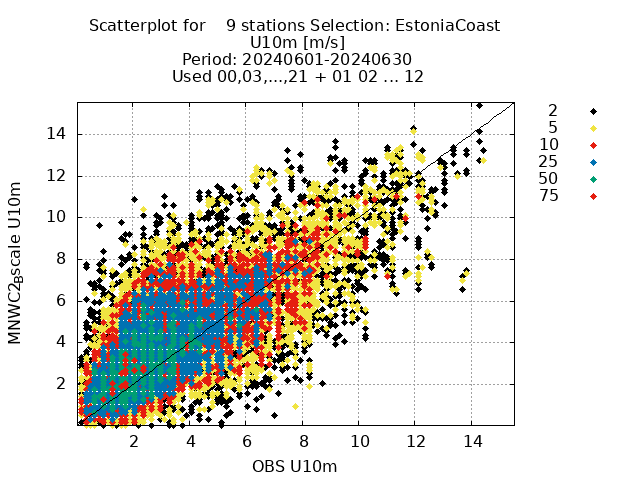 Scatterplot for 9 stations Selection: EstoniaCoast
U10m [m/s]
Period: 20240601-20240630
Used 00,03,...,21 + 01 02 ... 12
2
5
10
25
50
75
14
12
10
8
6
4
2
MNWC2.3scale U10m
2 4 6 8 10 12 14
OBS U10m